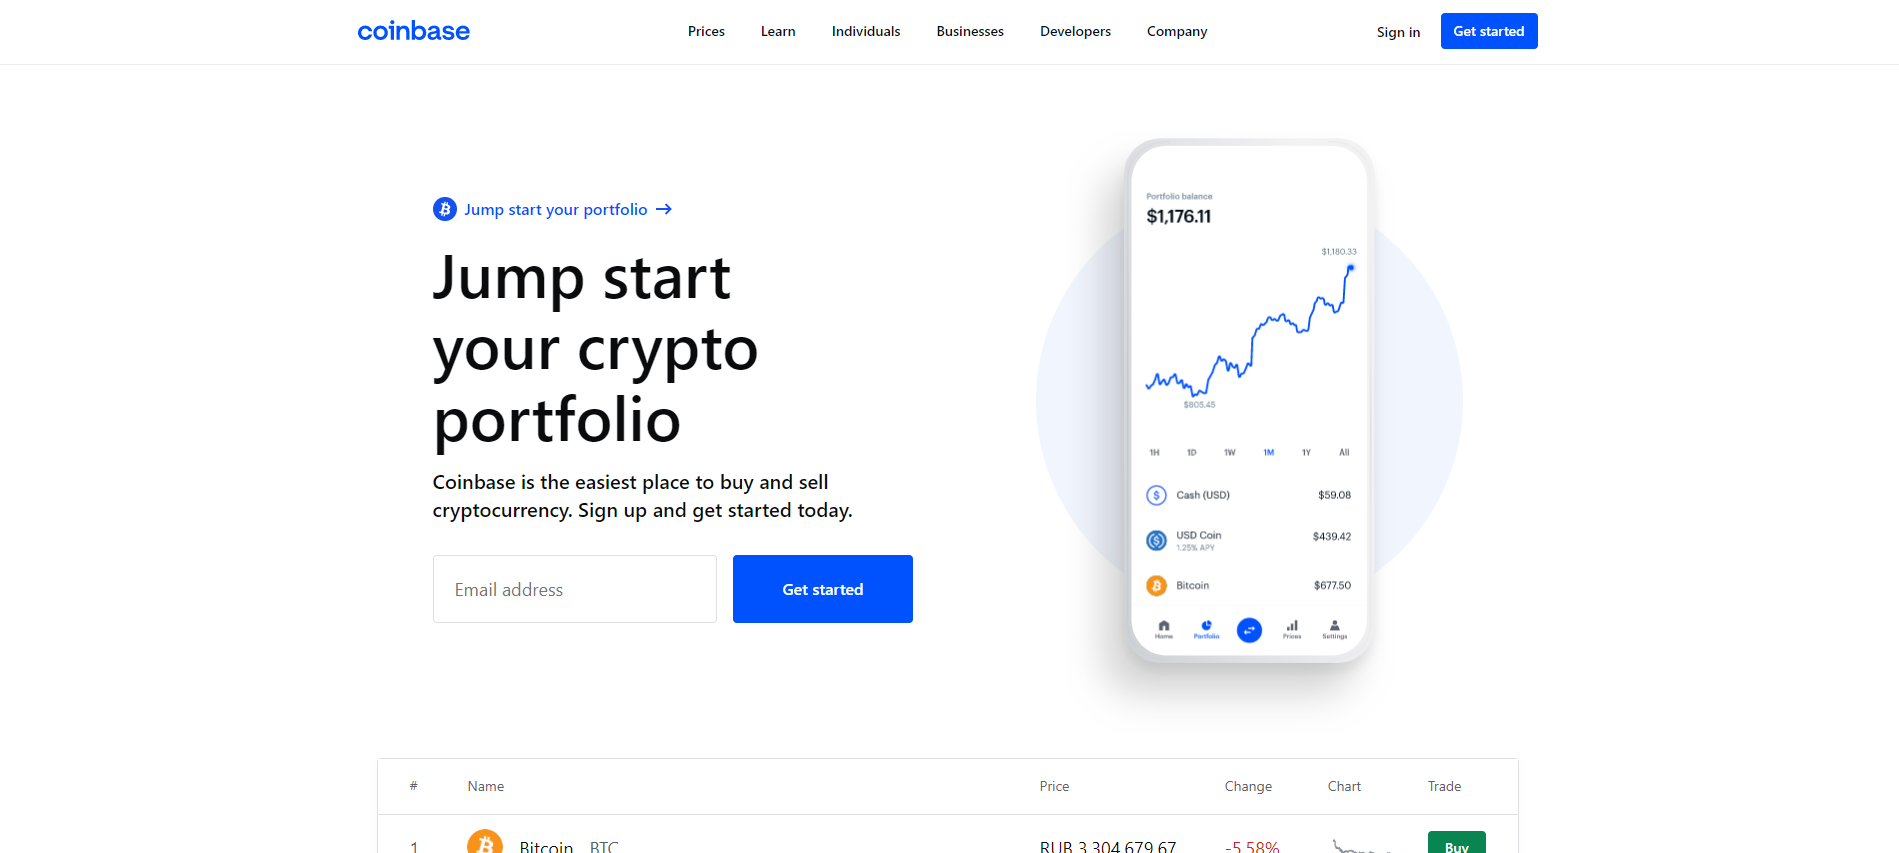 coinbase
Prices
Learn
Individuals
Businesses
Developers
Company
Sign in
Get started
Jump start your portfolio
Jump start
your crypto
portfolio
Coinbase is the easiest place to buy and sell
cryptocurrency. Sign up and get started today.
Email address
Get started
Portfolio balance
$1,176.11
$1,180.33
$805.45
1H 1D 1W 1M 1Y All
Cash (USD) $59.08
USD Coin $439.42
1.25% APY
Bitcoin $677.50
Home Portfolio Prices Settings
# Name Price Change Chart Trade
1 Bitcoin BTC RUB 3,304,679.67 -5.58% Buy